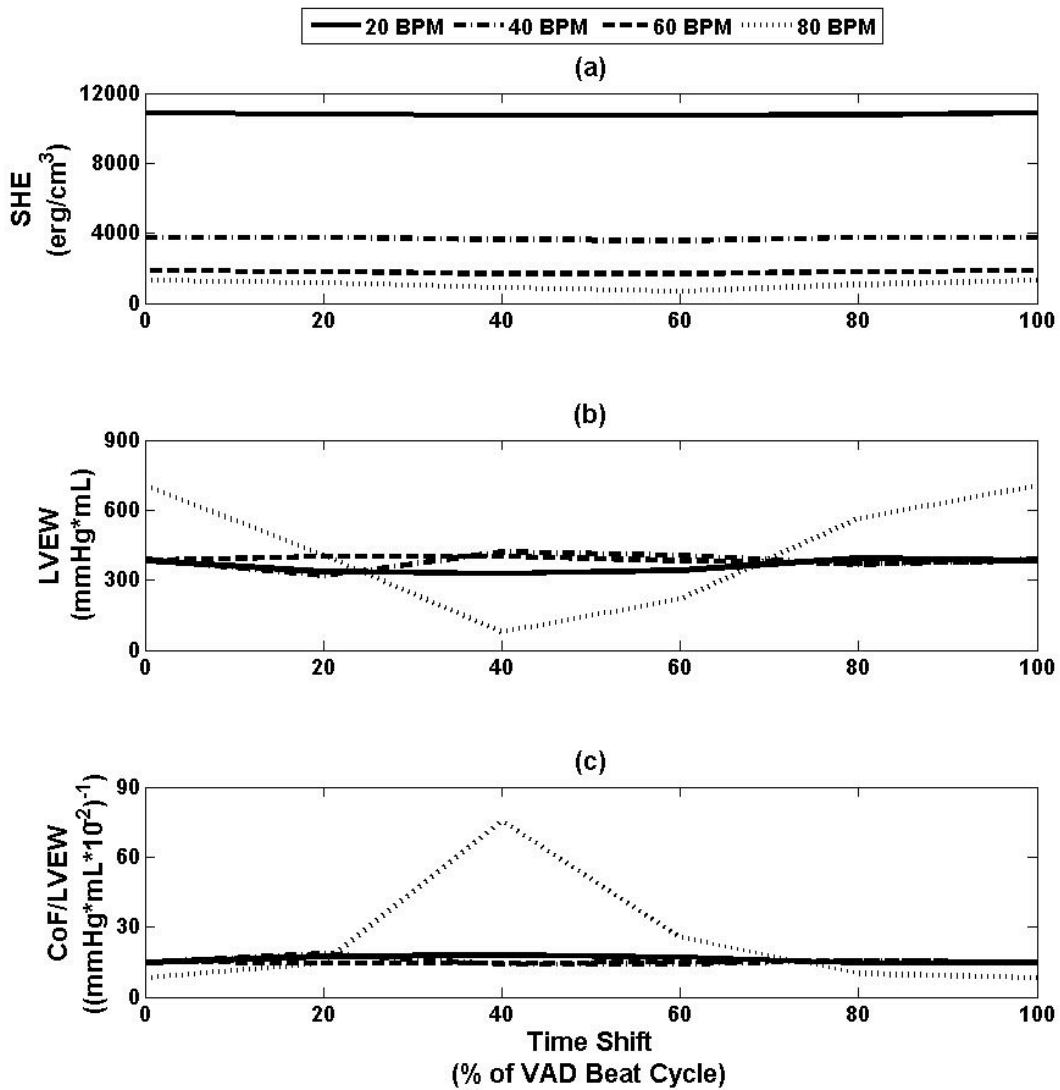 20 BPM 40 BPM 60 BPM 80 BPM
(a)
12000
8000
4000
0
SHE
(erg/cm³)
0 20 40 60 80 100
(b)
900
600
300
0
LVEW
(mmHg*mL)
0 20 40 60 80 100
(c)
90
60
30
0
CoF/LVEW
((mmHg*mL*10⁻²)⁻¹
0 20 40 60 80 100
Time Shift
(% of VAD Beat Cycle)